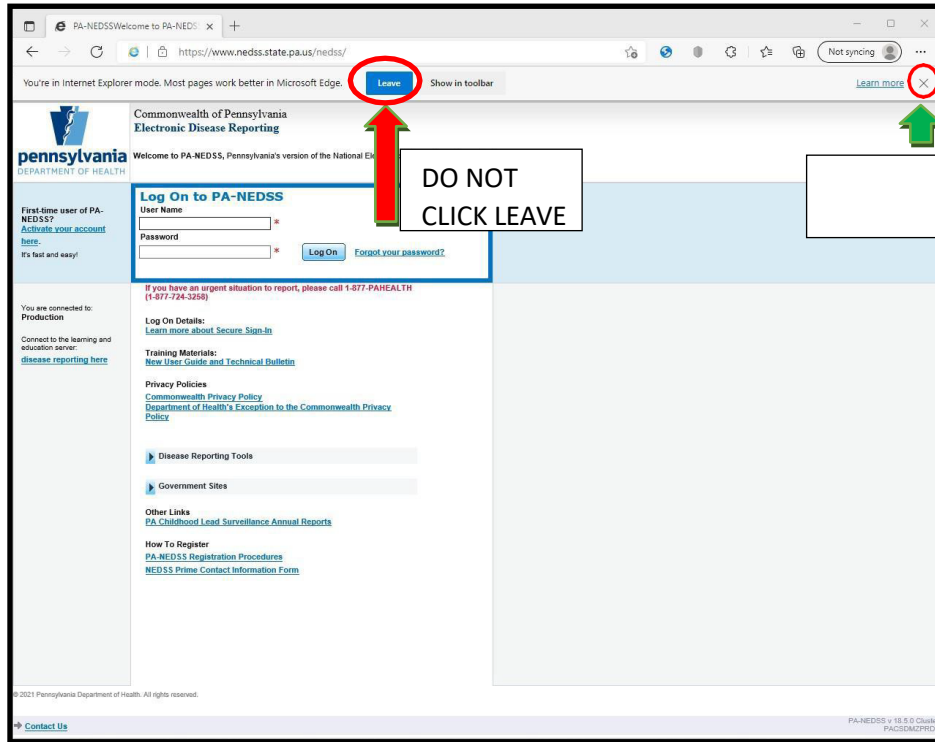 PA-NEDSSWelcome to PA-NEDS
https://www.nedss.state.pa.us/nedss/
Not syncing
You're in Internet Explorer mode. Most pages work better in Microsoft Edge.
Leave
Show in toolbar
Learn more
pennsylvania
DEPARTMENT OF HEALTH
Commonwealth of Pennsylvania
Electronic Disease Reporting
Welcome to PA-NEDSS, Pennsylvania's version of the National
DO NOT
CLICK LEAVE
First-time user of PA-
NEDSS?
Activate your account
here.
It's fast and easy!
Log On to PA-NEDSS
User Name
*
Password
*
Log On
Forgot your password?
You are connected to:
Production
Connect to the learning and
education server:
disease reporting here
If you have an urgent situation to report, please call 1-877-PAHEALTH
(1-877-724-3258)
Log On Details:
Learn more about Secure Sign-In
Training Materials:
New User Guide and Technical Bulletin
Privacy Policies
Commonwealth Privacy Policy
Department of Health's Exception to the Commonwealth Privacy
Policy
Disease Reporting Tools
Government Sites
Other Links
PA Childhood Lead Surveillance Annual Reports
How To Register
PA-NEDSS Registration Procedures
NEDSS Prime Contact Information Form
© 2021 Pennsylvania Department of Health. All rights reserved.
Contact Us
PA-NEDSS v 18.5.0